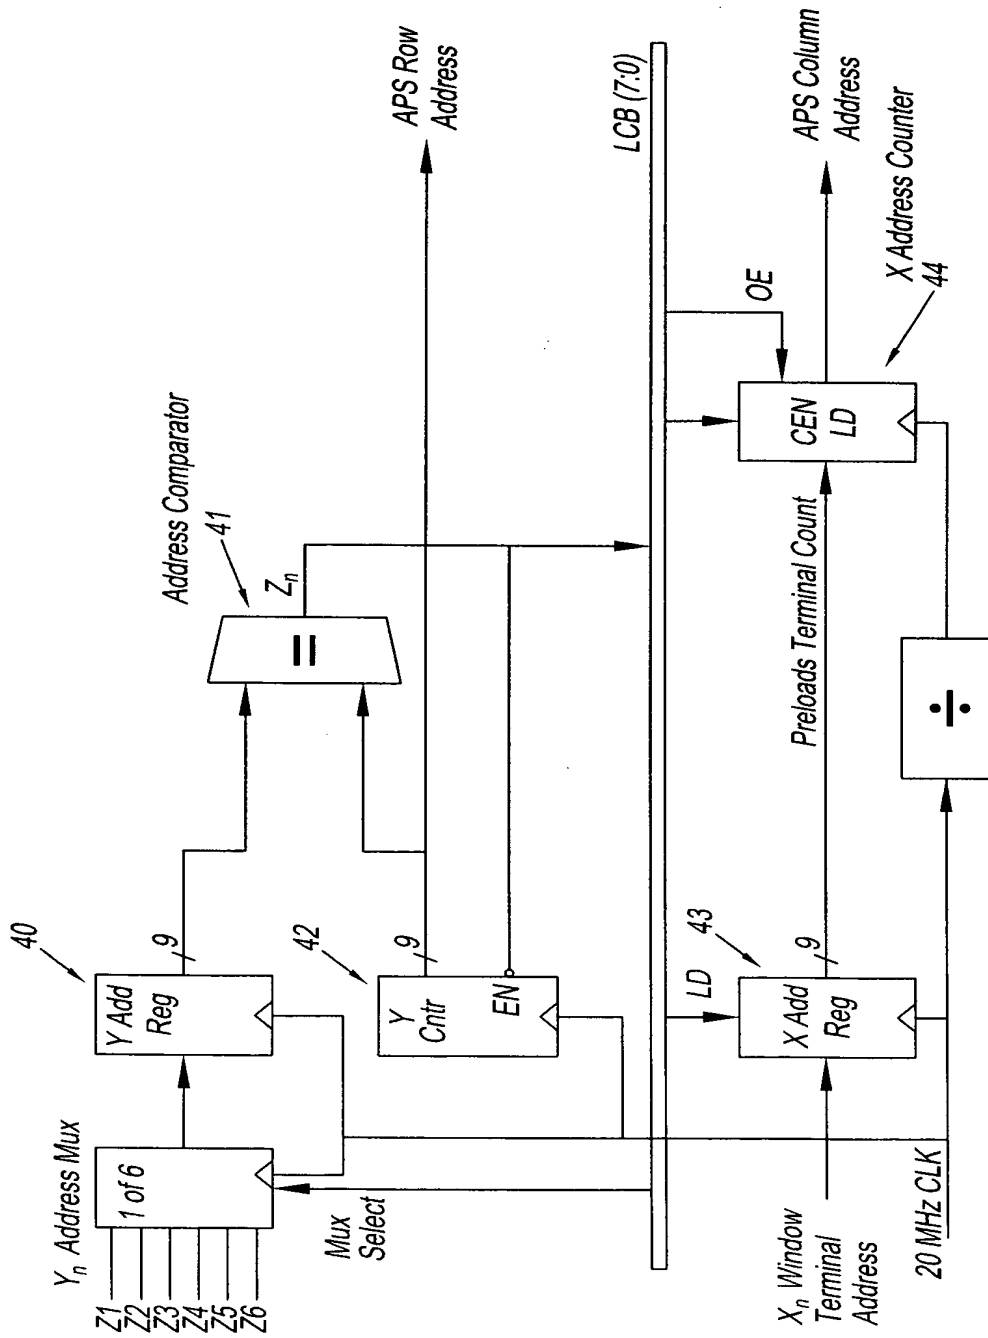 Yn Address Mux
Z1
Z2
Z3
Z4
Z5
Z6
1 of 6
Mux
Select
40
Y Add
Reg
9
42
Y
Cntr
EN
9
Address Comparator
41
=
Zn
APS Row
Address
LCB (7:0)
Xn Window
Terminal
Address
20 MHz CLK
LD
43
X Add
Reg
9
Preloads Terminal Count
÷
OE
CEN
LD
X Address Counter
44
APS Column
Address